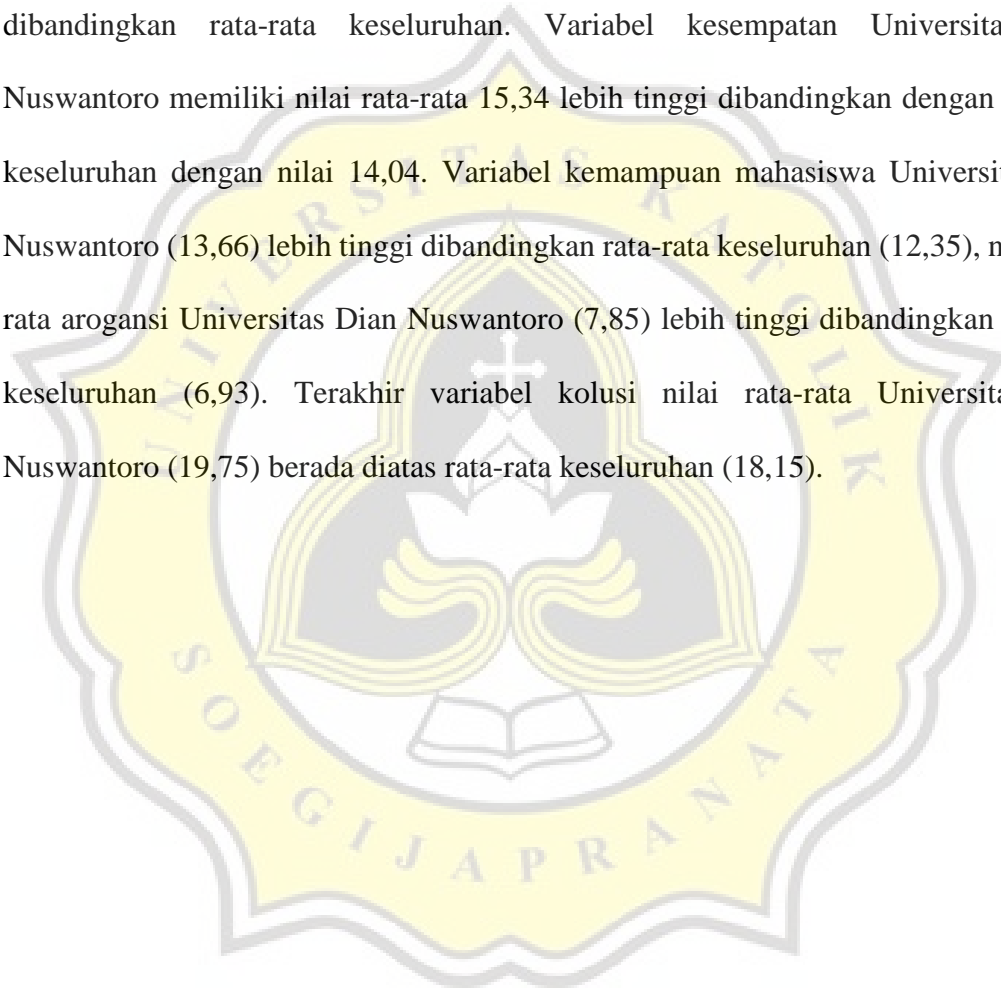 dibandingkan rata-rata keseluruhan. Variabel kesempatan
Nuswantoro memiliki nilai rata-rata 15,34 lebih tinggi dibandingkan dengan
keseluruhan dengan nilai 14,04. Variabel kemampuan mahasiswa
Nuswantoro (13,66) lebih tinggi dibandingkan rata-rata keseluruhan (12,35),
rata arogansi Universitas Dian Nuswantoro (7,85) lebih tinggi dibandingkan
keseluruhan (6,93). Terakhir variabel kolusi nilai rata-rata
Nuswantoro (19,75) berada diatas rata-rata keseluruhan (18,15).
UNIVERSITAS KATOLIK
SOEGIJAPRANATA